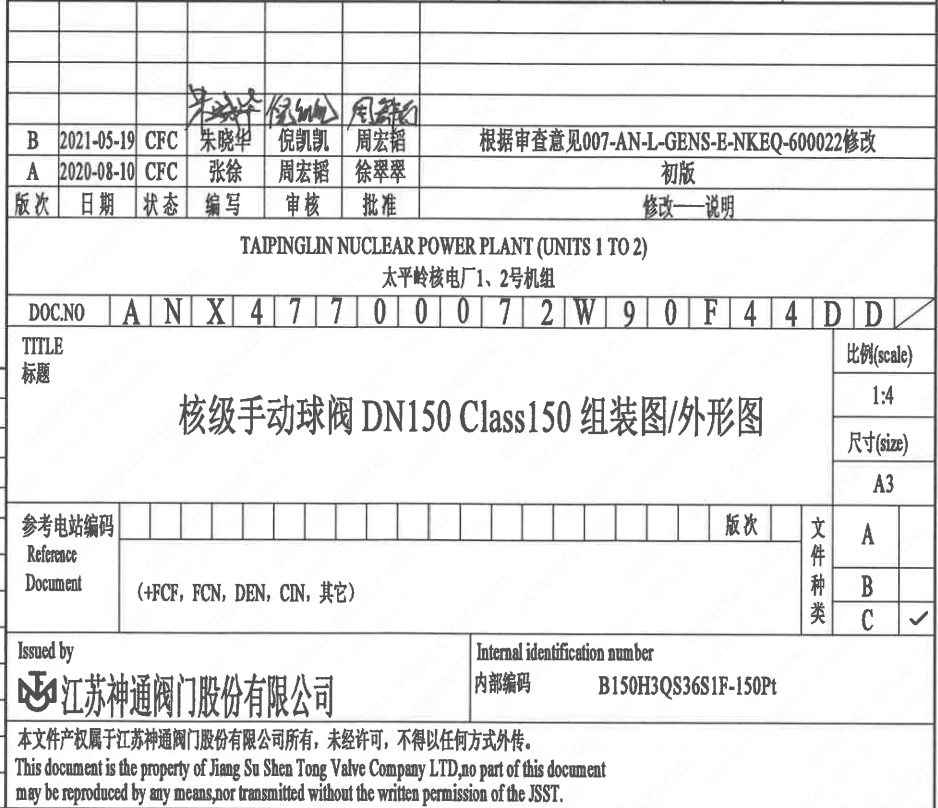 B 2021-05-19 CFC 朱晓华 倪凯凯 周宏韬 根据审查意见007-AN-L-GENS-E-NKEQ-600022修改
A 2020-08-10 CFC 张徐 周宏韬 徐翠翠 初版
版次 日期 状态 编写 审核 批准 修改——说明
TAIPINGLIN NUCLEAR POWER PLANT (UNITS 1 TO 2)
太平岭核电厂1、2号机组
DOC.NO A N X 4 7 7 0 0 0 7 2 W 9 0 F 4 4 D D
TITLE
标题
核级手动球阀 DN150 Class150 组装图/外形图
比例(scale)
1:4
尺寸(size)
A3
参考电站编码
Reference
Document
版次
(+FCF, FCN, DEN, CIN, 其它)
文件种类
A
B
C ✓
Issued by
江苏神通阀门股份有限公司
Internal identification number
内部编码 B150H3QS36S1F-150Pt
本文件产权属于江苏神通阀门股份有限公司所有，未经许可，不得以任何方式外传。
This document is the property of Jiang Su Shen Tong Valve Company LTD,no part of this document
may be reproduced by any means,nor transmitted without the written permission of the JSST.